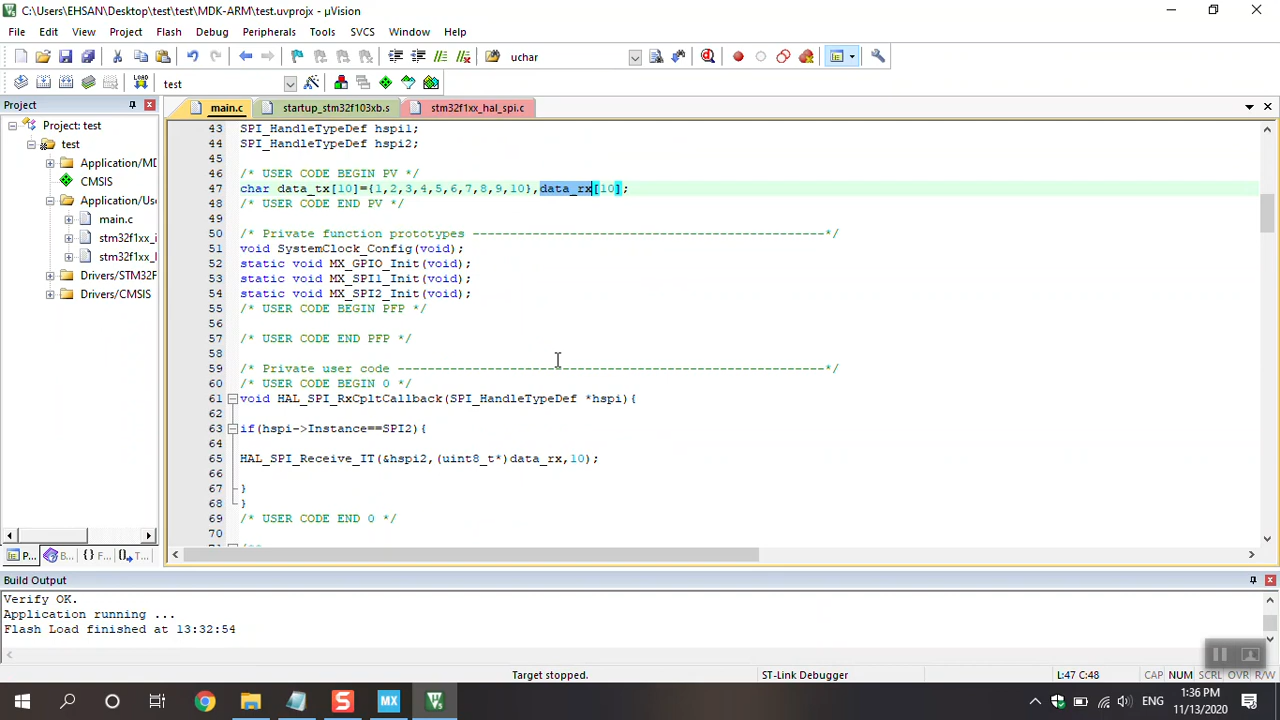 C:\Users\EHSAN\Desktop\test\test\MDK-ARM\test.uvprojx - µVision
File Edit View Project Flash Debug Peripherals Tools SVCS Window Help
uchar
LOAD
test
Project
main.c startup_stm32f103xb.s stm32f1xx_hal_spi.c
Project: test
test
Application/MD
CMSIS
Application/Use
main.c
stm32f1xx_i
stm32f1xx_l
Drivers/STM32F
Drivers/CMSIS
43 SPI_HandleTypeDef hspi1;
44 SPI_HandleTypeDef hspi2;
45
46 /* USER CODE BEGIN PV */
47 char data_tx[10]={1,2,3,4,5,6,7,8,9,10},data_rx[10];
48 /* USER CODE END PV */
49
50 /* Private function prototypes -----------------------------------------------*/
51 void SystemClock_Config(void);
52 static void MX_GPIO_Init(void);
53 static void MX_SPI1_Init(void);
54 static void MX_SPI2_Init(void);
55 /* USER CODE BEGIN PFP */
56
57 /* USER CODE END PFP */
58
59 /* Private user code ---------------------------------------------------------*/
60 /* USER CODE BEGIN 0 */
61 void HAL_SPI_RxCpltCallback(SPI_HandleTypeDef *hspi){
62
63 if(hspi->Instance==SPI2){
64
65 HAL_SPI_Receive_IT(&hspi2,(uint8_t*)data_rx,10);
66
67 }
68 }
69 /* USER CODE END 0 */
70
P... B... {} F... T...
Build Output
Verify OK.
Application running ...
Flash Load finished at 13:32:54
Target stopped. ST-Link Debugger L:47 C:48 CAP NUM SCRL OVR R/W
MX
ENG
1:36 PM
11/13/2020